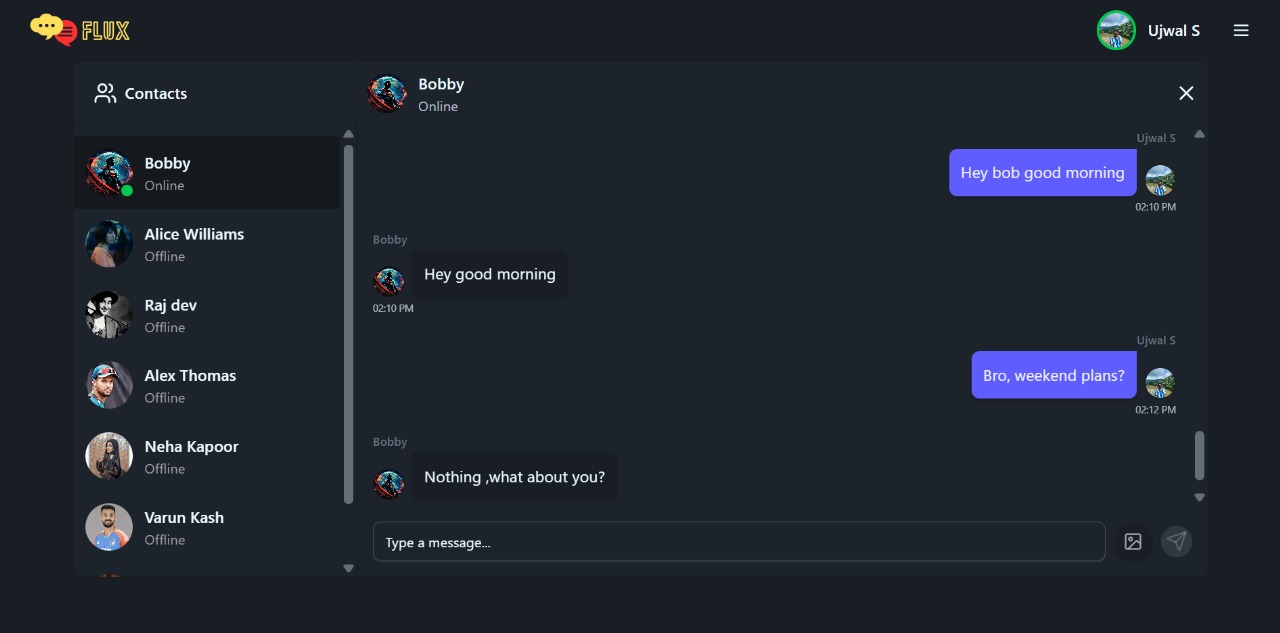 FLUX
Ujwal S
Contacts
Bobby
Online
Alice Williams
Offline
Raj dev
Offline
Alex Thomas
Offline
Neha Kapoor
Offline
Varun Kash
Offline
Bobby
Online
Ujwal S
Hey bob good morning
02:10 PM
Bobby
Hey good morning
02:10 PM
Ujwal S
Bro, weekend plans?
02:12 PM
Bobby
Nothing ,what about you?
Type a message...